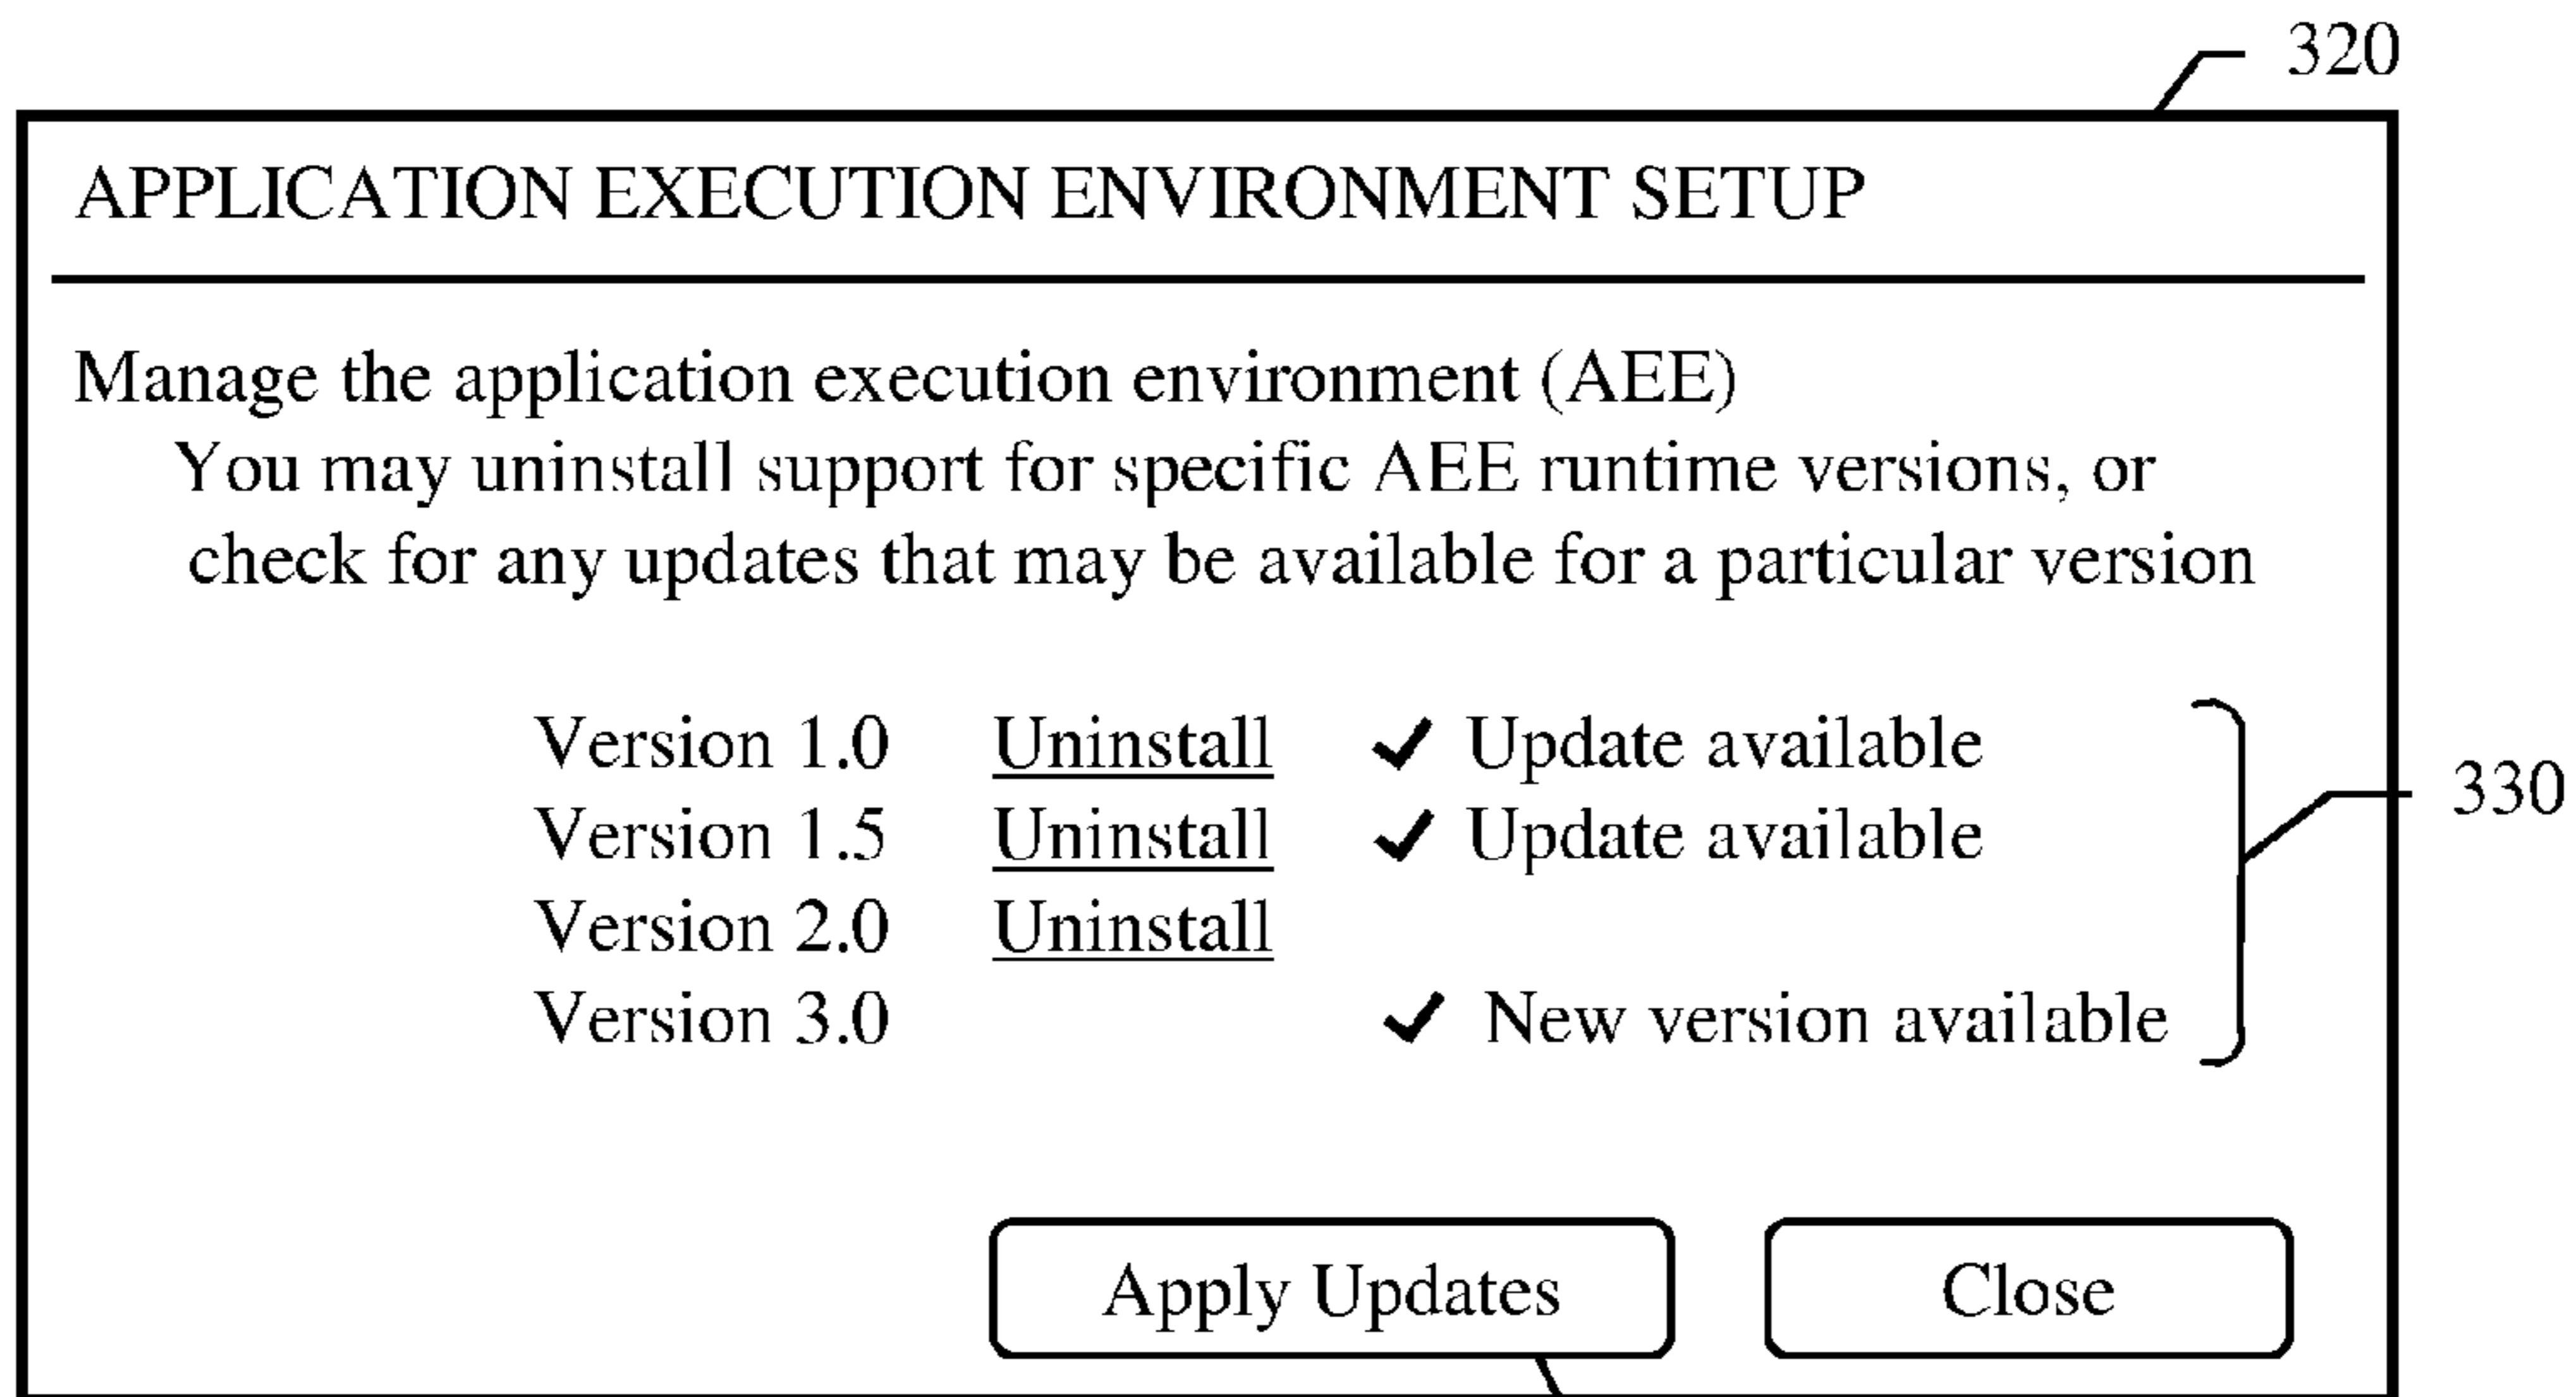 320
APPLICATION EXECUTION ENVIRONMENT SETUP
Manage the application execution environment (AEE)
You may uninstall support for specific AEE runtime versions, or
check for any updates that may be available for a particular version
Version 1.0 Uninstall ✓ Update available
Version 1.5 Uninstall ✓ Update available
Version 2.0 Uninstall
Version 3.0 ✓ New version available
330
Apply Updates Close